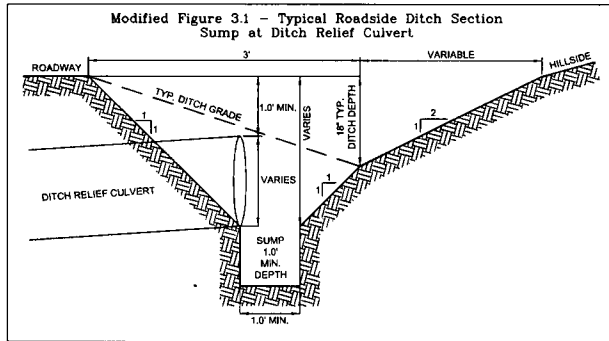 Modified Figure 3.1 – Typical Roadside Ditch Section
Sump at Ditch Relief Culvert
3'
VARIABLE
ROADWAY
HILLSIDE
TYP. DITCH GRADE
1.0' MIN.
VARIES
18" TYP.
DITCH DEPTH
1
1
2
1
VARIES
1
1
DITCH RELIEF CULVERT
SUMP
1.0'
MIN.
DEPTH
1.0' MIN.